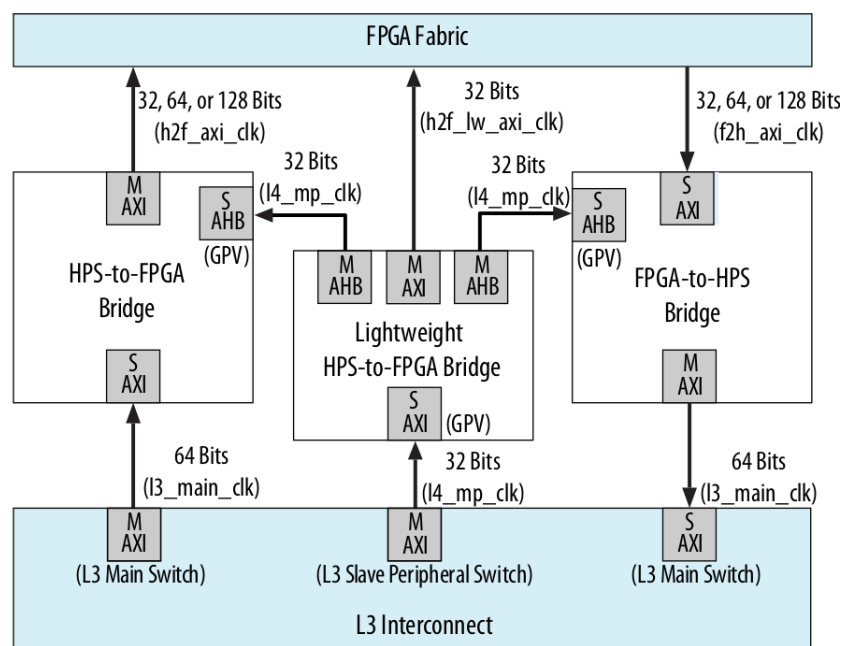 FPGA Fabric
32, 64, or 128 Bits
(h2f_axi_clk)
32 Bits
(h2f_lw_axi_clk)
32, 64, or 128 Bits
(f2h_axi_clk)
32 Bits
(l4_mp_clk)
32 Bits
(l4_mp_clk)
M
AXI
S
AHB
(GPV)
HPS-to-FPGA
Bridge
S
AXI
M
AHB
M
AXI
M
AHB
Lightweight
HPS-to-FPGA Bridge
S
AXI
(GPV)
S
AHB
(GPV)
S
AXI
FPGA-to-HPS
Bridge
M
AXI
64 Bits
(l3_main_clk)
32 Bits
(l4_mp_clk)
64 Bits
(l3_main_clk)
M
AXI
(L3 Main Switch)
M
AXI
(L3 Slave Peripheral Switch)
S
AXI
(L3 Main Switch)
L3 Interconnect